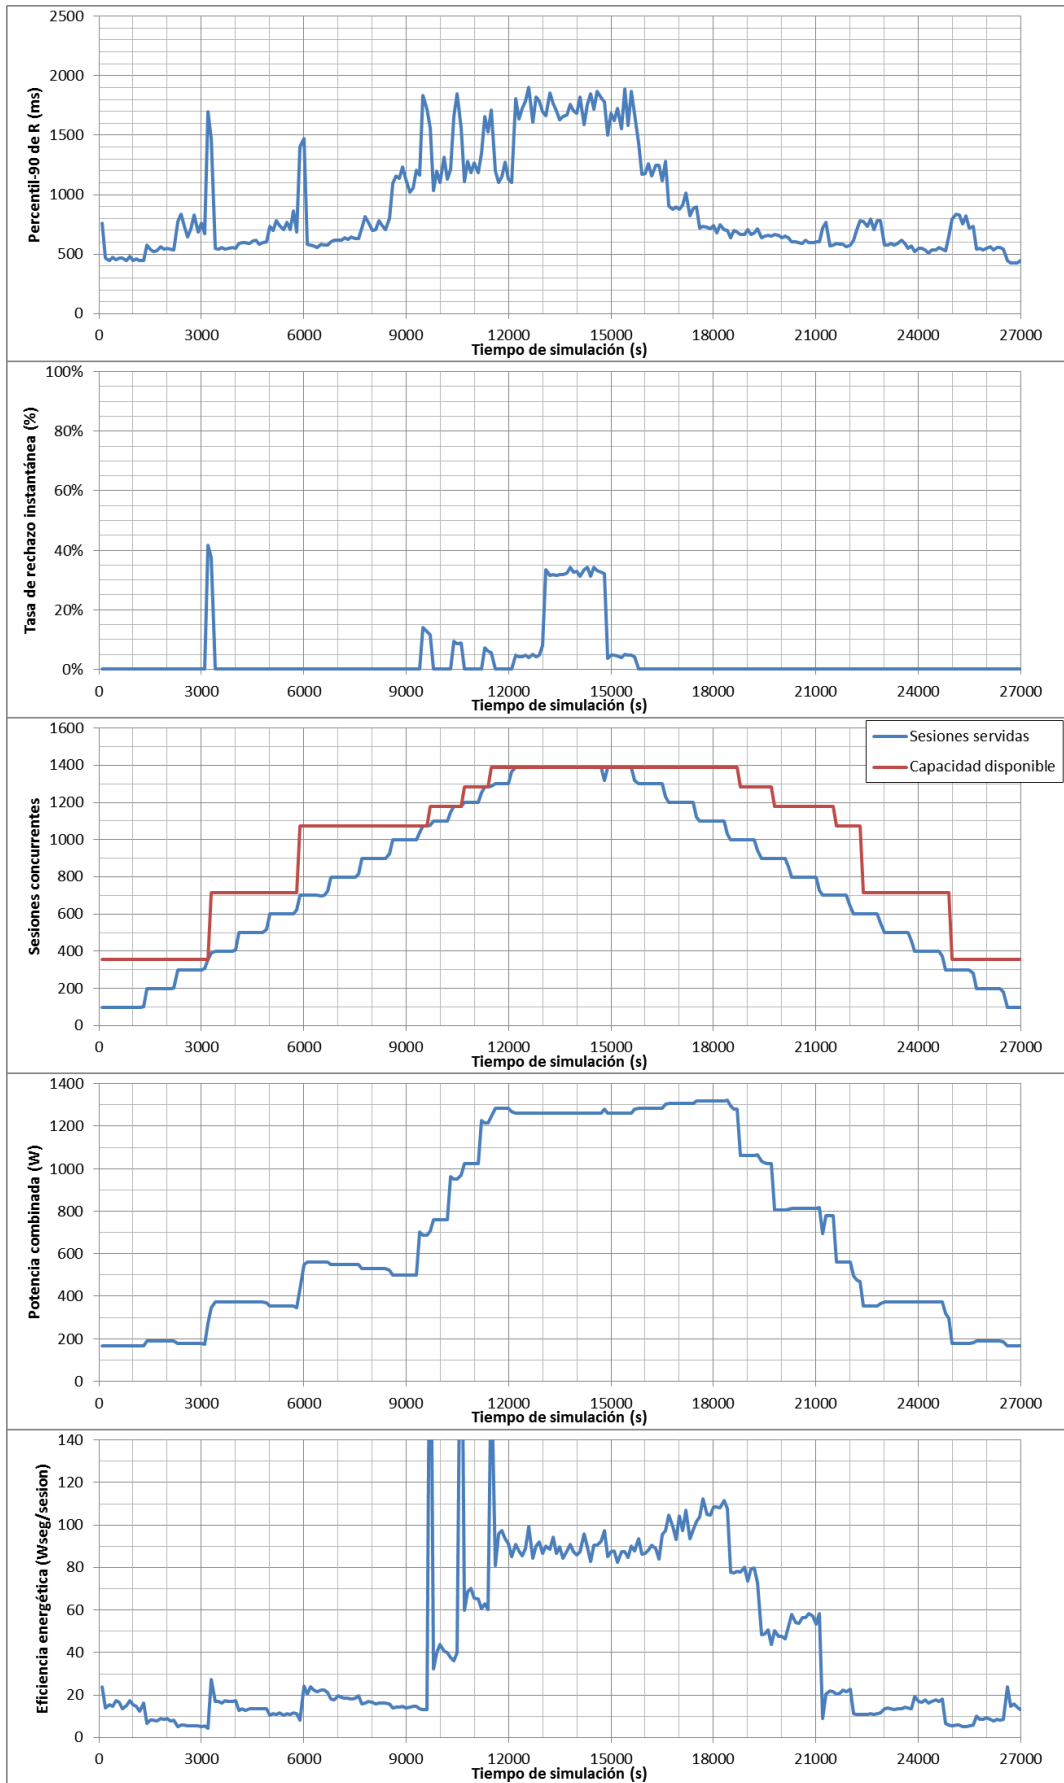 2500
2000
1500
1000
500
0
Percentil-90 de R (ms)
0 3000 6000 9000 12000 15000 18000 21000 24000 27000
Tiempo de simulación (s)
100%
80%
60%
40%
20%
0%
Tasa de rechazo instantánea (%)
0 3000 6000 9000 12000 15000 18000 21000 24000 27000
Tiempo de simulación (s)
1600
1400
1200
1000
800
600
400
200
0
Sesiones concurrentes
Sesiones servidas
Capacidad disponible
0 3000 6000 9000 12000 15000 18000 21000 24000 27000
Tiempo de simulación (s)
1400
1200
1000
800
600
400
200
0
Potencia combinada (W)
0 3000 6000 9000 12000 15000 18000 21000 24000 27000
Tiempo de simulación (s)
140
120
100
80
60
40
20
0
Eficiencia energética (Wseg/sesion)
0 3000 6000 9000 12000 15000 18000 21000 24000 27000
Tiempo de simulación (s)